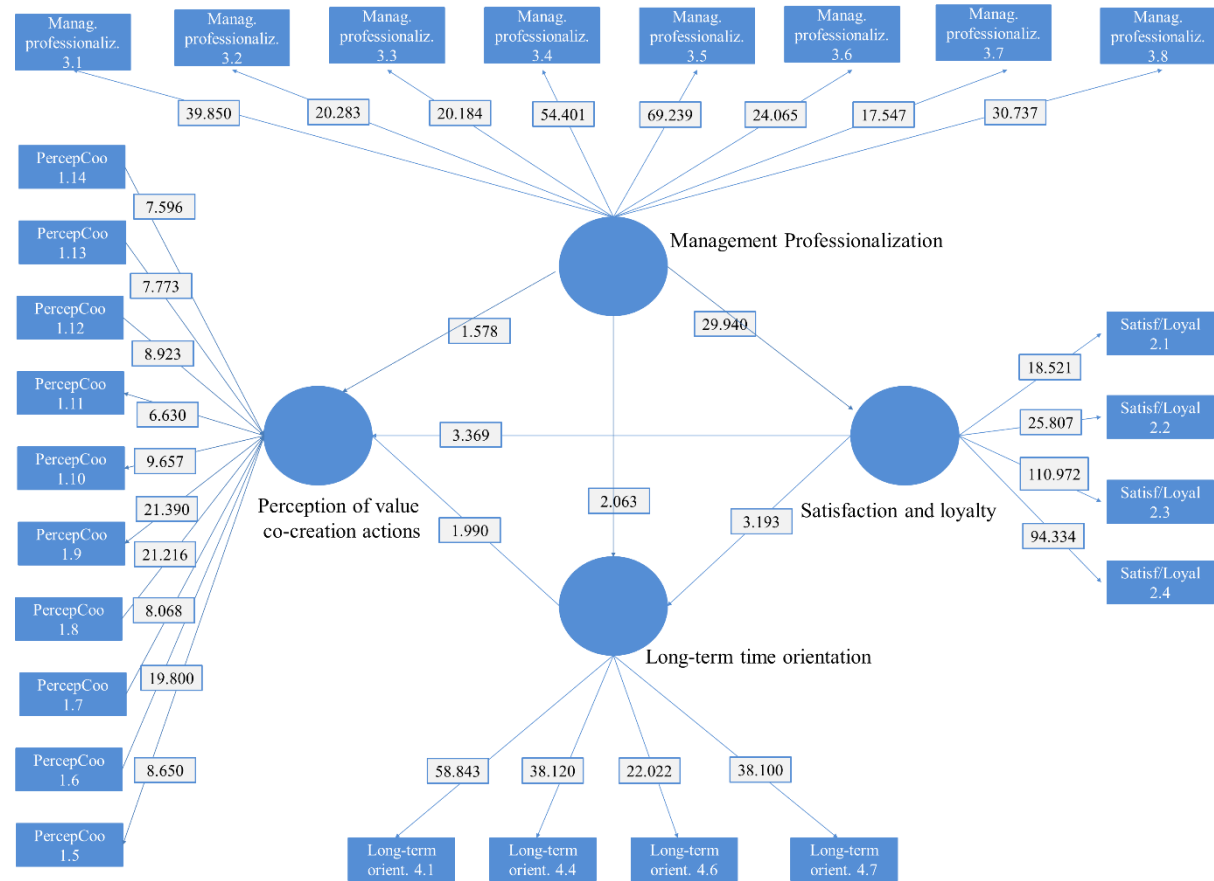 Manag.
professionaliz.
3.1
Manag.
professionaliz.
3.2
Manag.
professionaliz.
3.3
Manag.
professionaliz.
3.4
Manag.
professionaliz.
3.5
Manag.
professionaliz.
3.6
Manag.
professionaliz.
3.7
Manag.
professionaliz.
3.8
39.850
20.283
20.184
54.401
69.239
24.065
17.547
30.737
PercepCoo
1.14
PercepCoo
1.13
PercepCoo
1.12
PercepCoo
1.11
PercepCoo
1.10
PercepCoo
1.9
PercepCoo
1.8
PercepCoo
1.7
PercepCoo
1.6
PercepCoo
1.5
7.596
7.773
8.923
6.630
9.657
21.390
21.216
8.068
19.800
8.650
Management Professionalization
1.578
29.940
3.369
2.063
1.990
3.193
Perception of value
co-creation actions
Satisfaction and loyalty
Long-term time orientation
18.521
25.807
110.972
94.334
Satisf/Loyal
2.1
Satisf/Loyal
2.2
Satisf/Loyal
2.3
Satisf/Loyal
2.4
58.843
38.120
22.022
38.100
Long-term
orient. 4.1
Long-term
orient. 4.4
Long-term
orient. 4.6
Long-term
orient. 4.7